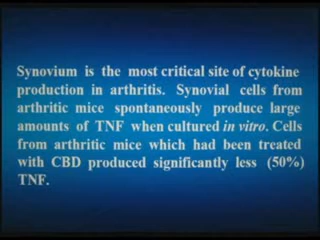 Synovium is the most critical site of cytokine
production in arthritis. Synovial cells from
arthritic mice spontaneously produce large
amounts of TNF when cultured in vitro. Cells
from arthritic mice which had been treated
with CBD produced significantly less (50%)
TNF.